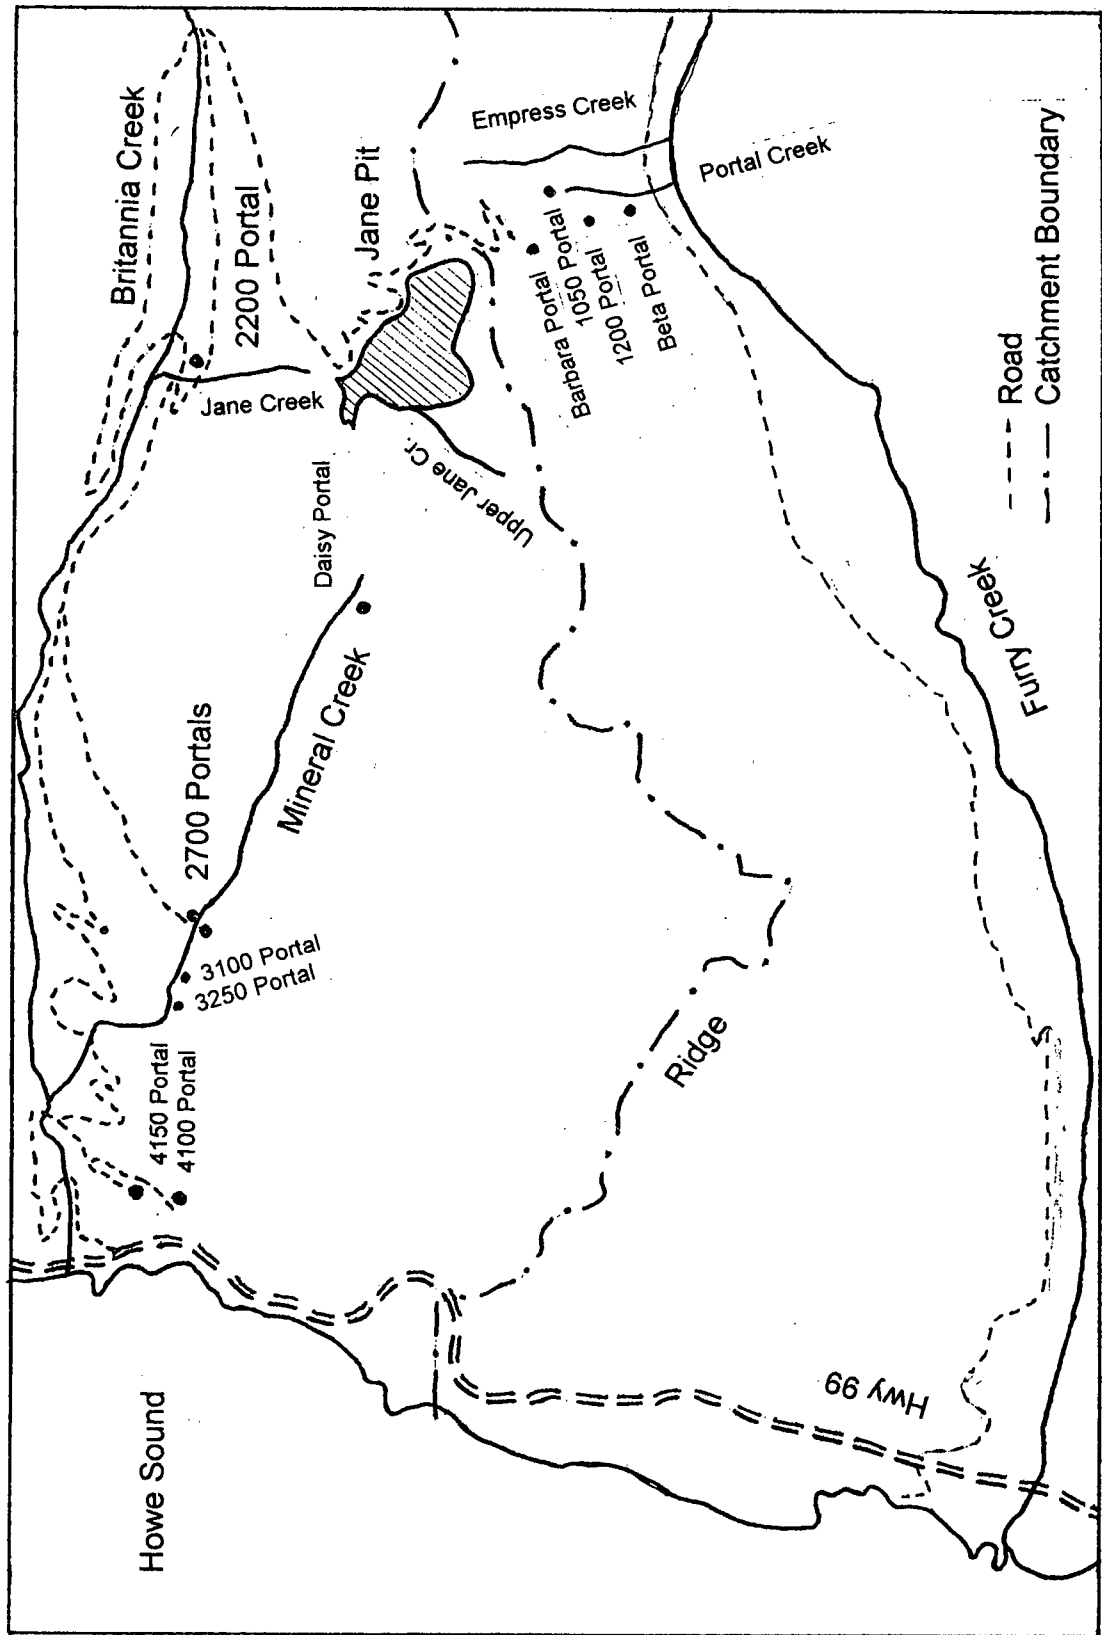 Howe Sound
4150 Portal
4100 Portal
3100 Portal
3250 Portal
2700 Portals
Mineral Creek
Daisy Portal
Jane Creek
Upper Jane Cr.
2200 Portal
Britannia Creek
Jane Pit
Empress Creek
Portal Creek
Barbara Portal
1050 Portal
1200 Portal
Beta Portal
Ridge
Hwy 99
Furry Creek
Road
Catchment Boundary